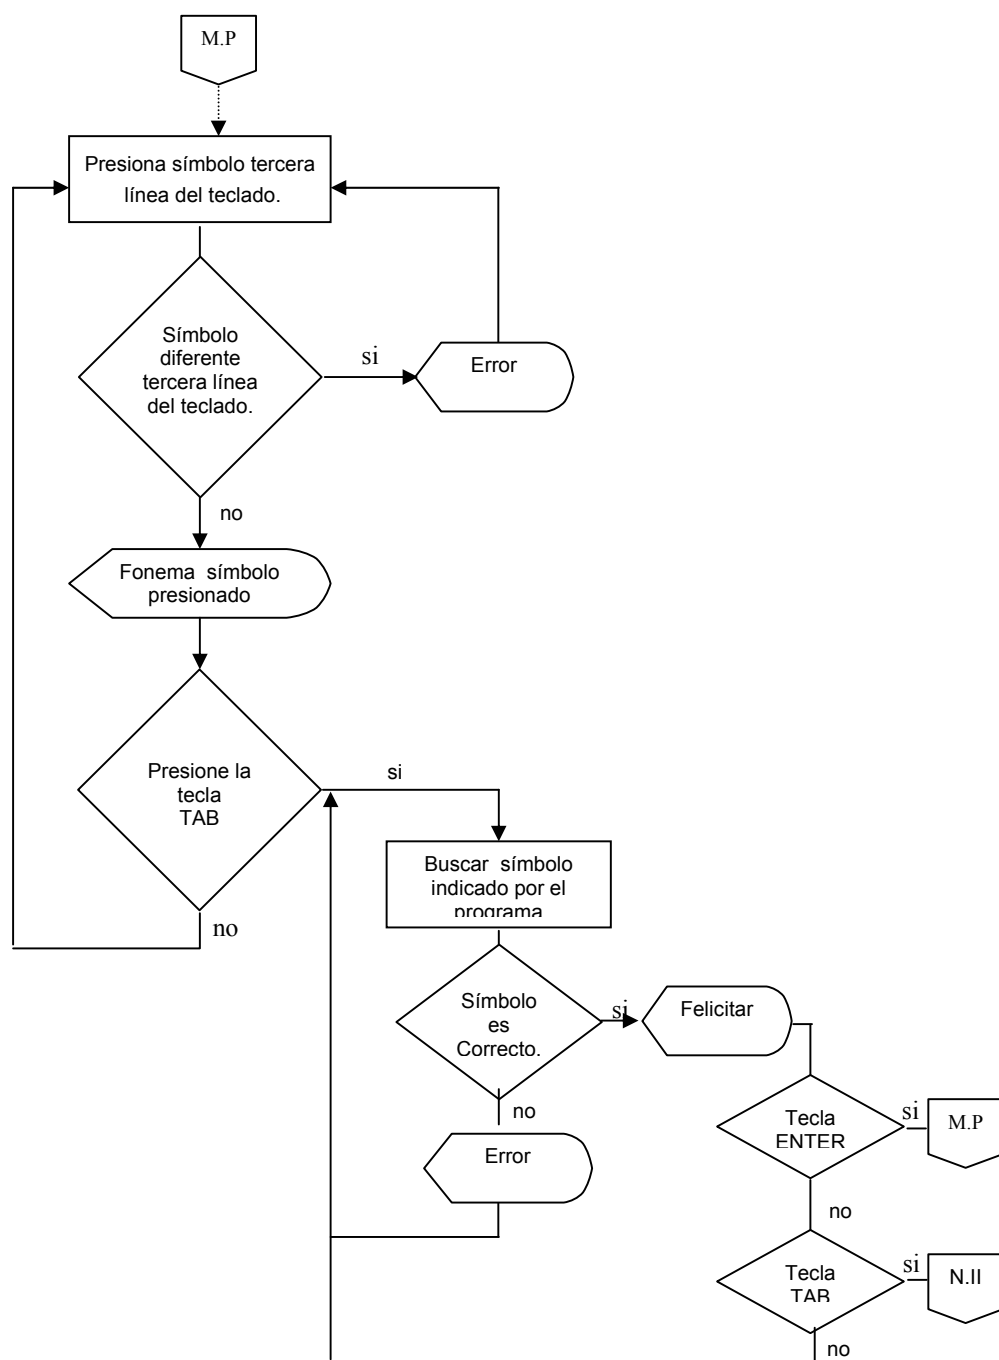 M.P
Presiona símbolo tercera
línea del teclado.
Símbolo
diferente
tercera línea
del teclado.
si
Error
no
Fonema símbolo
presionado
Presione la
tecla
TAB
si
no
Buscar símbolo
indicado por el
programa
Símbolo
es
Correcto.
si
Felicitar
no
Error
Tecla
ENTER
si
M.P
no
Tecla
TAB
si
N.II
no